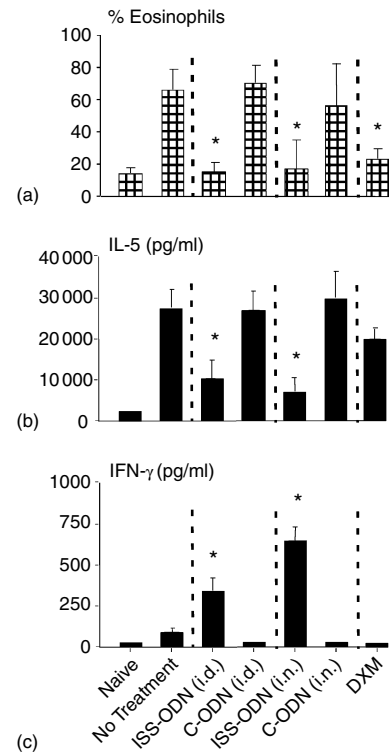 % Eosinophils
100
80
60
40
20
0
* * *
(a)
IL-5 (pg/ml)
40 000
30 000
20 000
10 000
0
* *
(b)
IFN-γ (pg/ml)
1000
750
500
250
0
* *
Naive
No Treatment
ISS-ODN (i.d.)
C-ODN (i.d.)
ISS-ODN (i.n.)
C-ODN (i.n.)
DXM
(c)